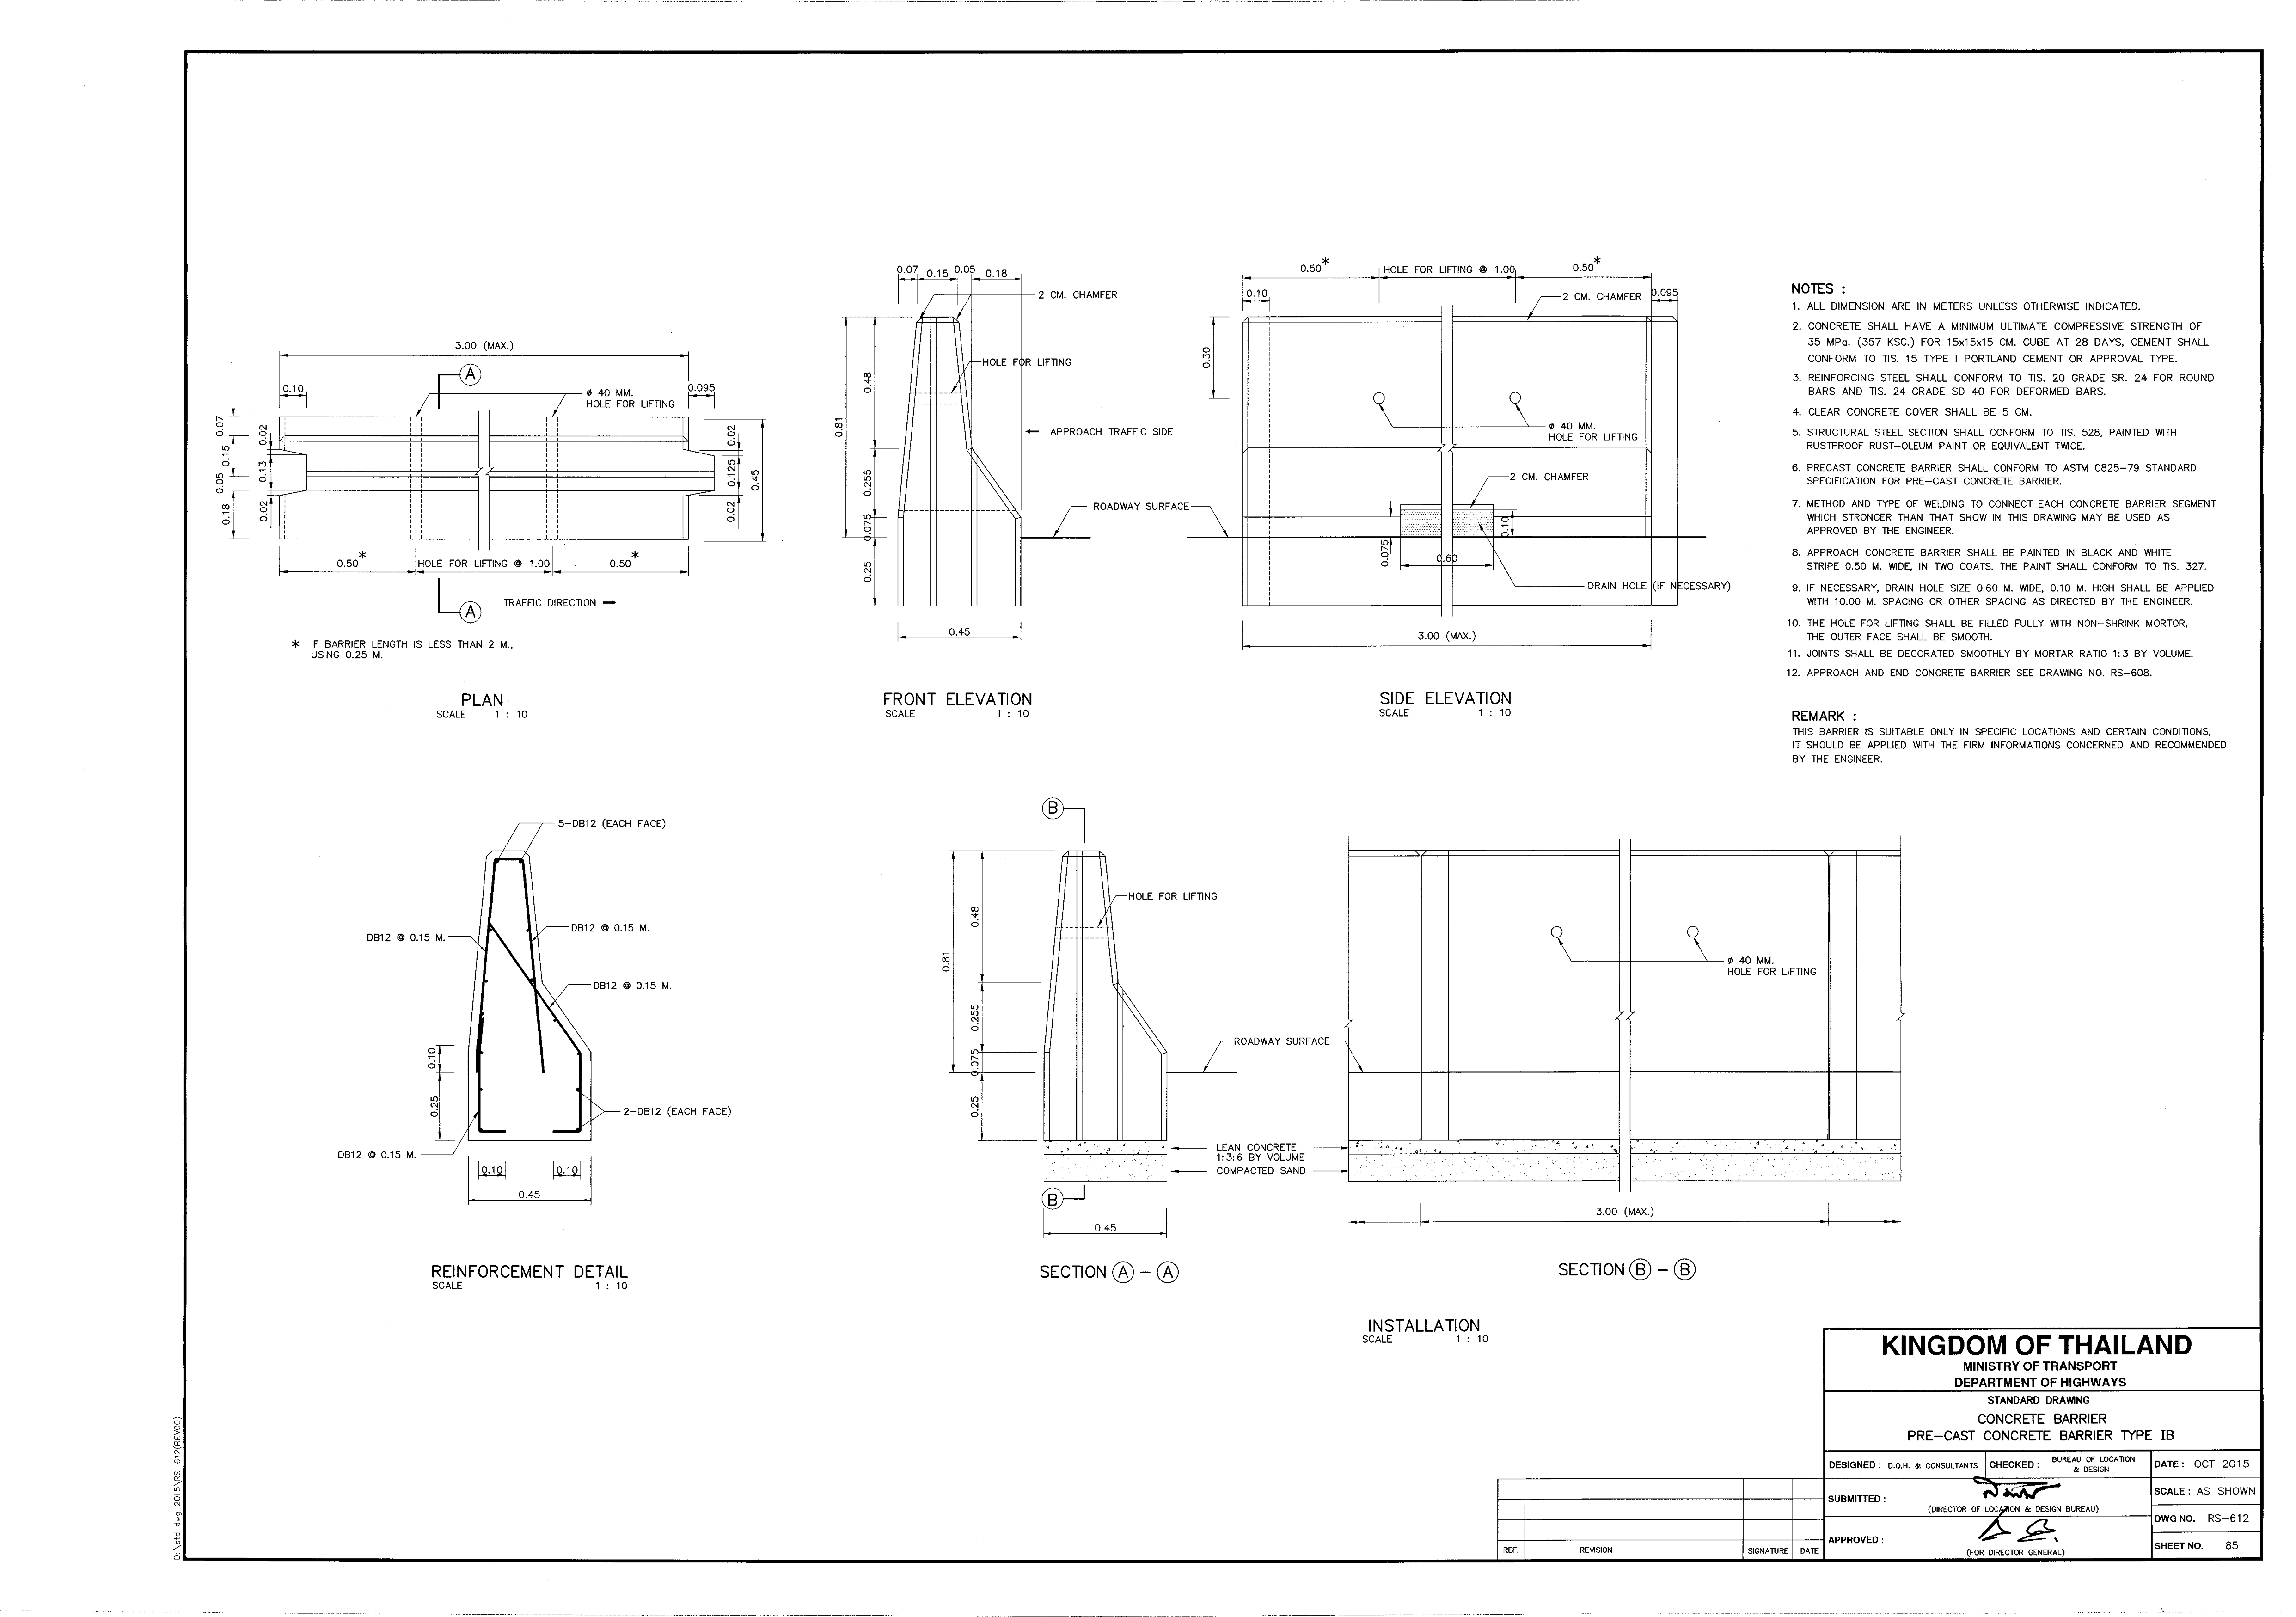 3.00 (MAX.)
A
0.10
0.095
ø 40 MM.
HOLE FOR LIFTING
0.07
0.15
0.05
0.18
0.02
0.13
0.02
0.02
0.125
0.02
0.45
0.50*
HOLE FOR LIFTING @ 1.00
0.50*
A
TRAFFIC DIRECTION
* IF BARRIER LENGTH IS LESS THAN 2 M.,
USING 0.25 M.
PLAN
SCALE 1 : 10
0.07 0.15 0.05 0.18
2 CM. CHAMFER
HOLE FOR LIFTING
0.81
0.48
0.255
0.075
0.25
APPROACH TRAFFIC SIDE
ROADWAY SURFACE
0.45
FRONT ELEVATION
SCALE 1 : 10
0.50*
HOLE FOR LIFTING @ 1.00
0.50*
0.10
2 CM. CHAMFER
0.095
0.30
ø 40 MM.
HOLE FOR LIFTING
2 CM. CHAMFER
0.10
0.075
0.60
DRAIN HOLE (IF NECESSARY)
3.00 (MAX.)
SIDE ELEVATION
SCALE 1 : 10
NOTES :
1. ALL DIMENSION ARE IN METERS UNLESS OTHERWISE INDICATED.
2. CONCRETE SHALL HAVE A MINIMUM ULTIMATE COMPRESSIVE STRENGTH OF
35 MPa. (357 KSC.) FOR 15x15x15 CM. CUBE AT 28 DAYS, CEMENT SHALL
CONFORM TO TIS. 15 TYPE I PORTLAND CEMENT OR APPROVAL TYPE.
3. REINFORCING STEEL SHALL CONFORM TO TIS. 20 GRADE SR. 24 FOR ROUND
BARS AND TIS. 24 GRADE SD 40 FOR DEFORMED BARS.
4. CLEAR CONCRETE COVER SHALL BE 5 CM.
5. STRUCTURAL STEEL SECTION SHALL CONFORM TO TIS. 528, PAINTED WITH
RUSTPROOF RUST-OLEUM PAINT OR EQUIVALENT TWICE.
6. PRECAST CONCRETE BARRIER SHALL CONFORM TO ASTM C825-79 STANDARD
SPECIFICATION FOR PRE-CAST CONCRETE BARRIER.
7. METHOD AND TYPE OF WELDING TO CONNECT EACH CONCRETE BARRIER SEGMENT
WHICH STRONGER THAN THAT SHOW IN THIS DRAWING MAY BE USED AS
APPROVED BY THE ENGINEER.
8. APPROACH CONCRETE BARRIER SHALL BE PAINTED IN BLACK AND WHITE
STRIPE 0.50 M. WIDE, IN TWO COATS. THE PAINT SHALL CONFORM TO TIS. 327.
9. IF NECESSARY, DRAIN HOLE SIZE 0.60 M. WIDE, 0.10 M. HIGH SHALL BE APPLIED
WITH 10.00 M. SPACING OR OTHER SPACING AS DIRECTED BY THE ENGINEER.
10. THE HOLE FOR LIFTING SHALL BE FILLED FULLY WITH NON-SHRINK MORTOR,
THE OUTER FACE SHALL BE SMOOTH.
11. JOINTS SHALL BE DECORATED SMOOTHLY BY MORTAR RATIO 1:3 BY VOLUME.
12. APPROACH AND END CONCRETE BARRIER SEE DRAWING NO. RS-608.
REMARK :
THIS BARRIER IS SUITABLE ONLY IN SPECIFIC LOCATIONS AND CERTAIN CONDITIONS,
IT SHOULD BE APPLIED WITH THE FIRM INFORMATIONS CONCERNED AND RECOMMENDED
BY THE ENGINEER.
5-DB12 (EACH FACE)
DB12 @ 0.15 M.
DB12 @ 0.15 M.
DB12 @ 0.15 M.
0.10
0.25
2-DB12 (EACH FACE)
DB12 @ 0.15 M.
0.10
0.10
0.45
REINFORCEMENT DETAIL
SCALE 1 : 10
B
HOLE FOR LIFTING
0.81
0.48
0.255
0.075
0.25
ROADWAY SURFACE
LEAN CONCRETE
1:3:6 BY VOLUME
COMPACTED SAND
B
0.45
SECTION A - A
ø 40 MM.
HOLE FOR LIFTING
3.00 (MAX.)
SECTION B - B
INSTALLATION
SCALE 1 : 10
KINGDOM OF THAILAND
MINISTRY OF TRANSPORT
DEPARTMENT OF HIGHWAYS
STANDARD DRAWING
CONCRETE BARRIER
PRE-CAST CONCRETE BARRIER TYPE IB
DESIGNED : D.O.H. & CONSULTANTS
CHECKED : BUREAU OF LOCATION
& DESIGN
DATE : OCT 2015
SUBMITTED :
(DIRECTOR OF LOCATION & DESIGN BUREAU)
SCALE : AS SHOWN
DWG NO. RS-612
APPROVED :
(FOR DIRECTOR GENERAL)
SHEET NO. 85
REF. REVISION SIGNATURE DATE
D:\std dwg 2015\RS-612(REV00)